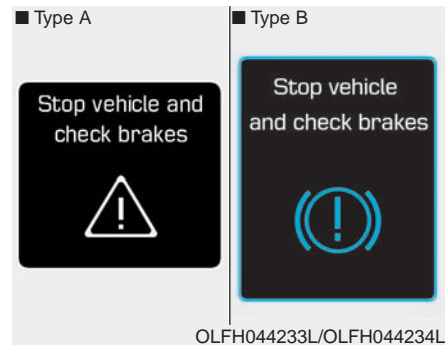 ■ Type A
■ Type B
Stop vehicle and
check brakes
Stop vehicle
and check brakes
OLFH044233L/OLFH044234L